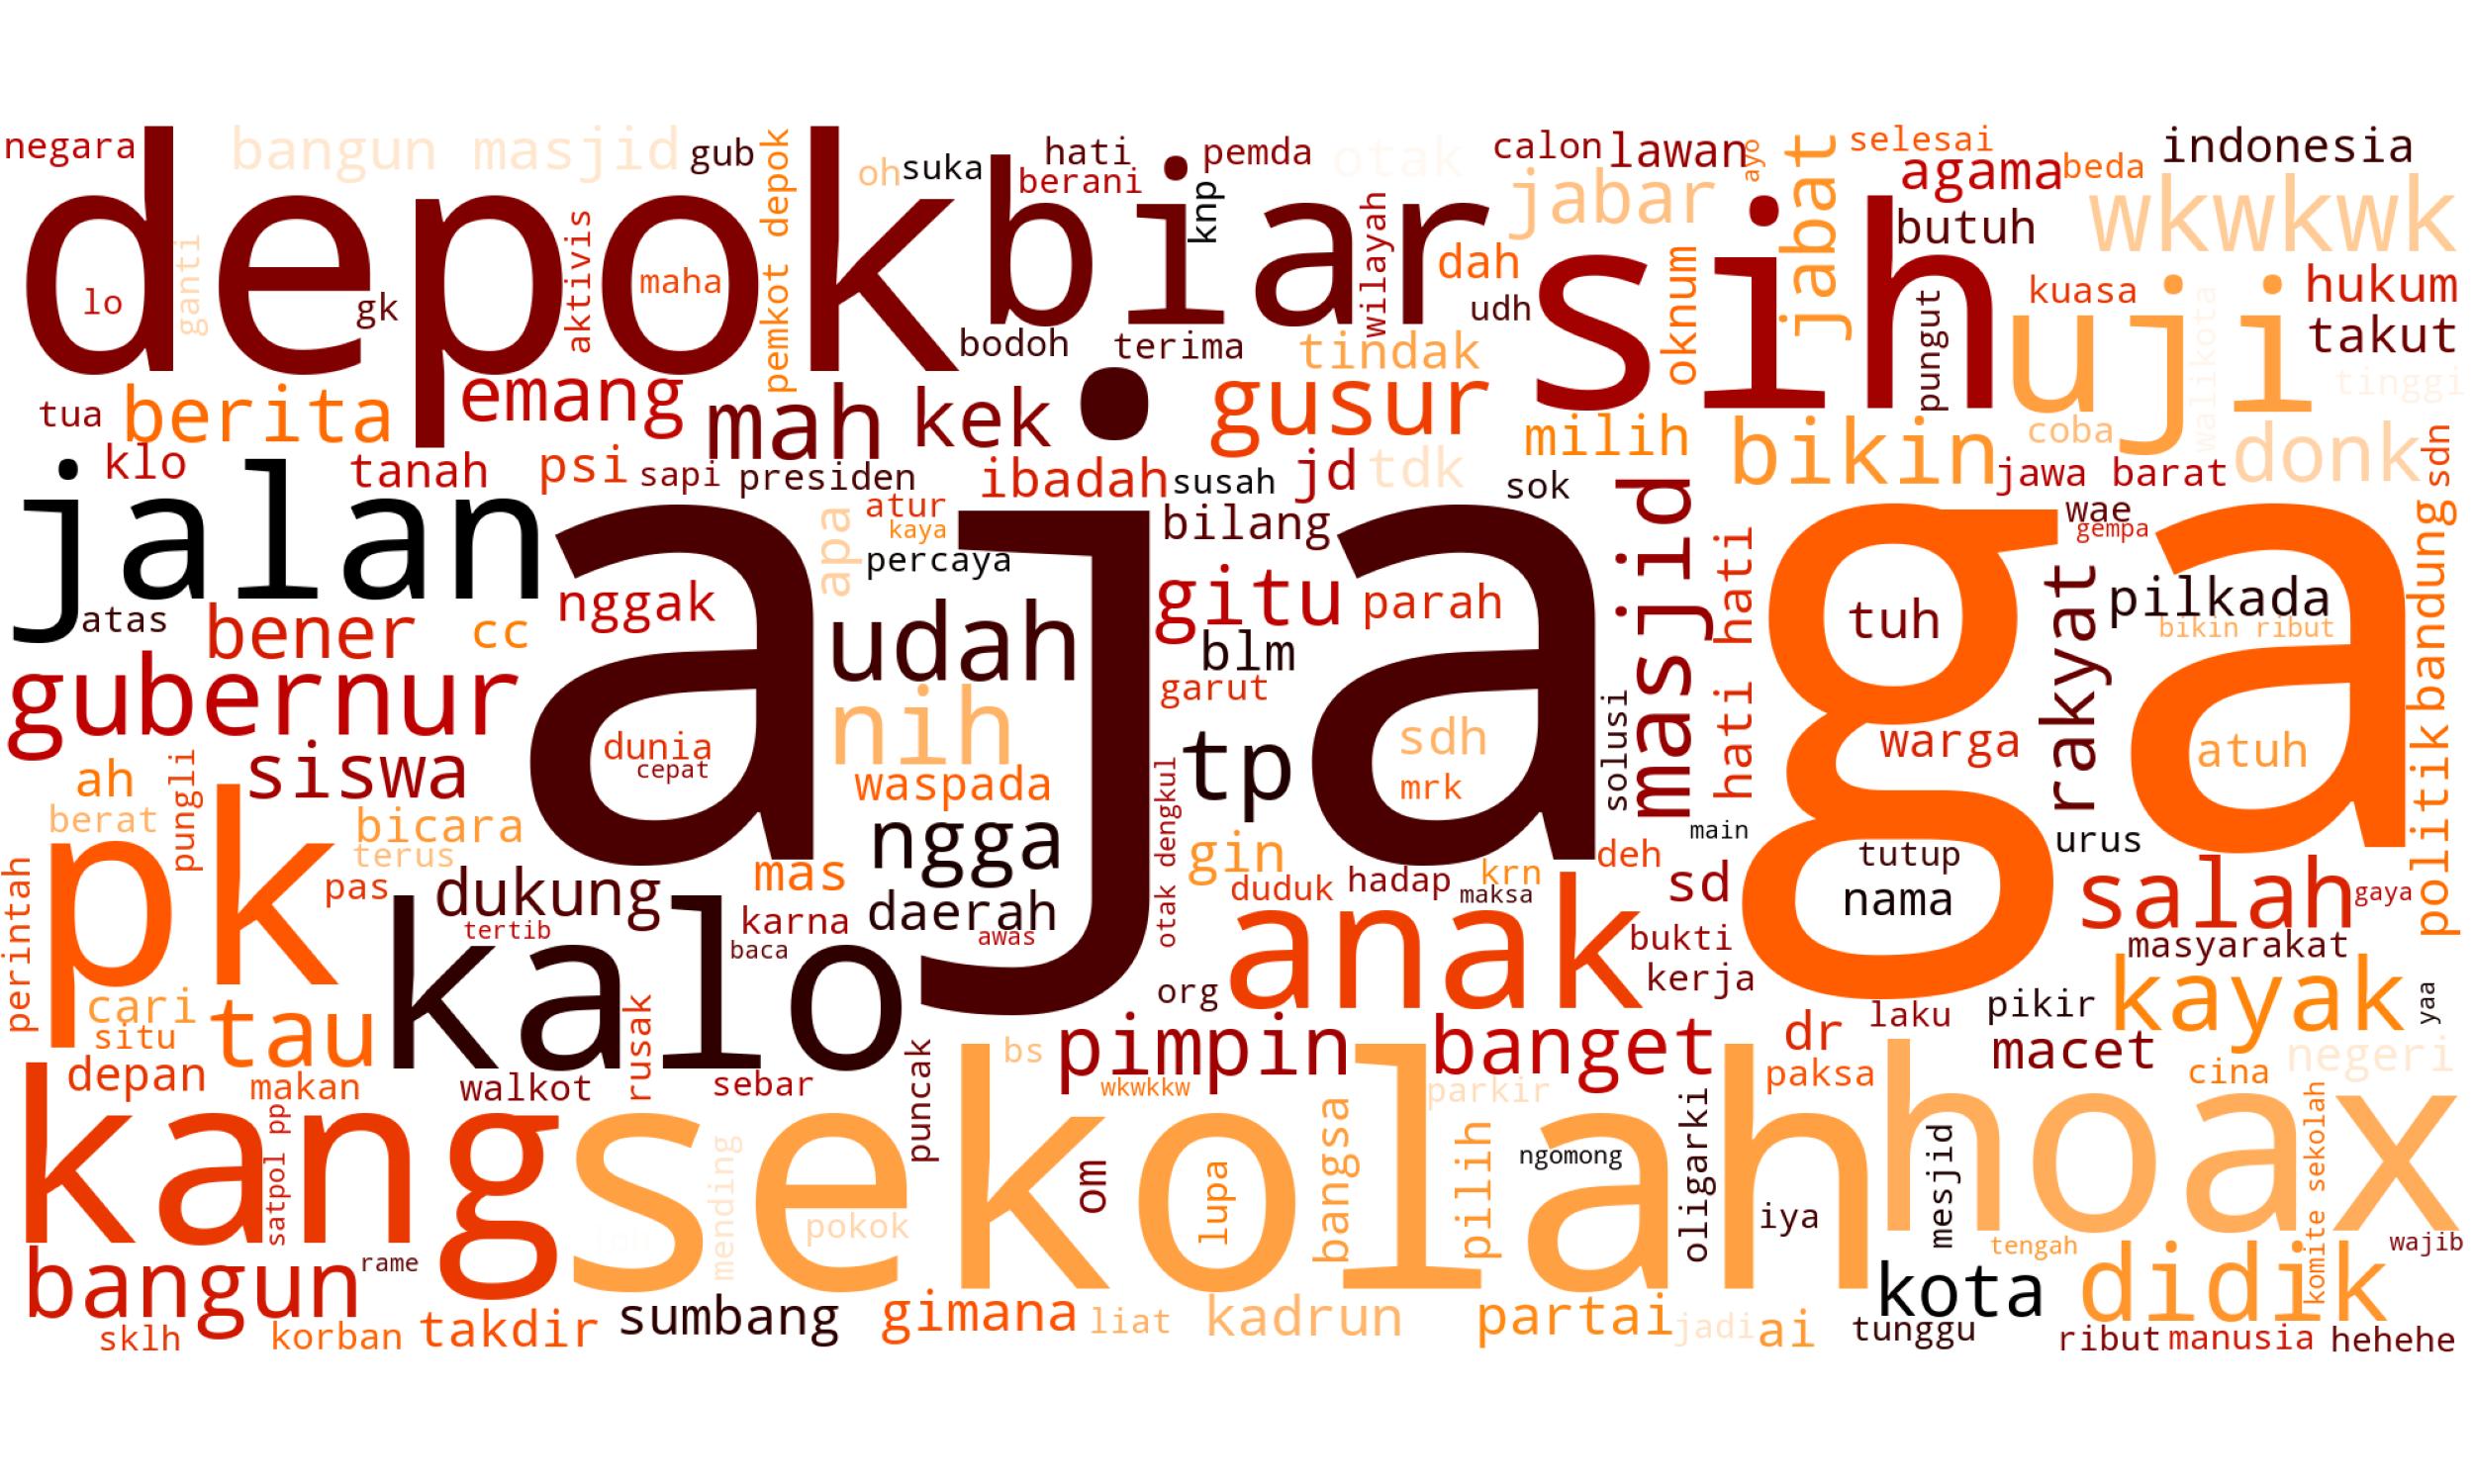 negara
bangun masjid
gub
pemkot depok
oh
suka
hati
berani
pemda
otak
calon
lawan
ayo
jabat
selesai
agama
beda
indonesia
depok
biar
sih
jabar
wkwkwk
butuh
lo
ganti
gk
aktivis
maha
knp
wilayah
dah
udh
oknum
pungut
kuasa
uji
walikota
hukum
takut
bodoh
terima
tindak
tinggi
tua
berita
emang
mah
kek
gusur
milih
bikin
coba
donk
sdn
klo
tanah
psi
sapi
presiden
ibadah
susah
jd
tdk
sok
jawa barat
jalan
aja
ga
apa
atur
kaya
percaya
bilang
masjid
hati hati
wae
gempa
bandung
atas
bener
cc
nggak
udah
gitu
parah
blm
tuh
rakyat
pilkada
bikin ribut
gubernur
nih
garut
solusi
sdh
mrk
warga
atuh
politik
ah
pungli
siswa
dunia
cepat
waspada
otak dengkul
tp
berat
bicara
terus
ngga
gin
main
deh
tutup
urus
perintah
pk
pas
dukung
tertib
mas
karna
baca
daerah
awas
duduk
hadap
krn
maksa
sd
nama
salah
gaya
masyarakat
kalo
anak
bukti
kerja
org
cari
situ
tau
rusak
laku
pikir
kayak
yaa
depan
makan
walkot
sebar
puncak
bs
pimpin
wkwkkw
banget
parkir
dr
paksa
macet
cina
negeri
kang
satpol pp
sekolah
hoax
mending
pokok
om
lupa
bangsa
pilih
ngomong
oligarki
iya
mesjid
tengah
komite sekolah
wajib
bangun
rame
sklh
korban
takdir
sumbang
gimana
liat
kadrun
partai
jadi
ai
kota
tunggu
didik
ribut
manusia
hehehe